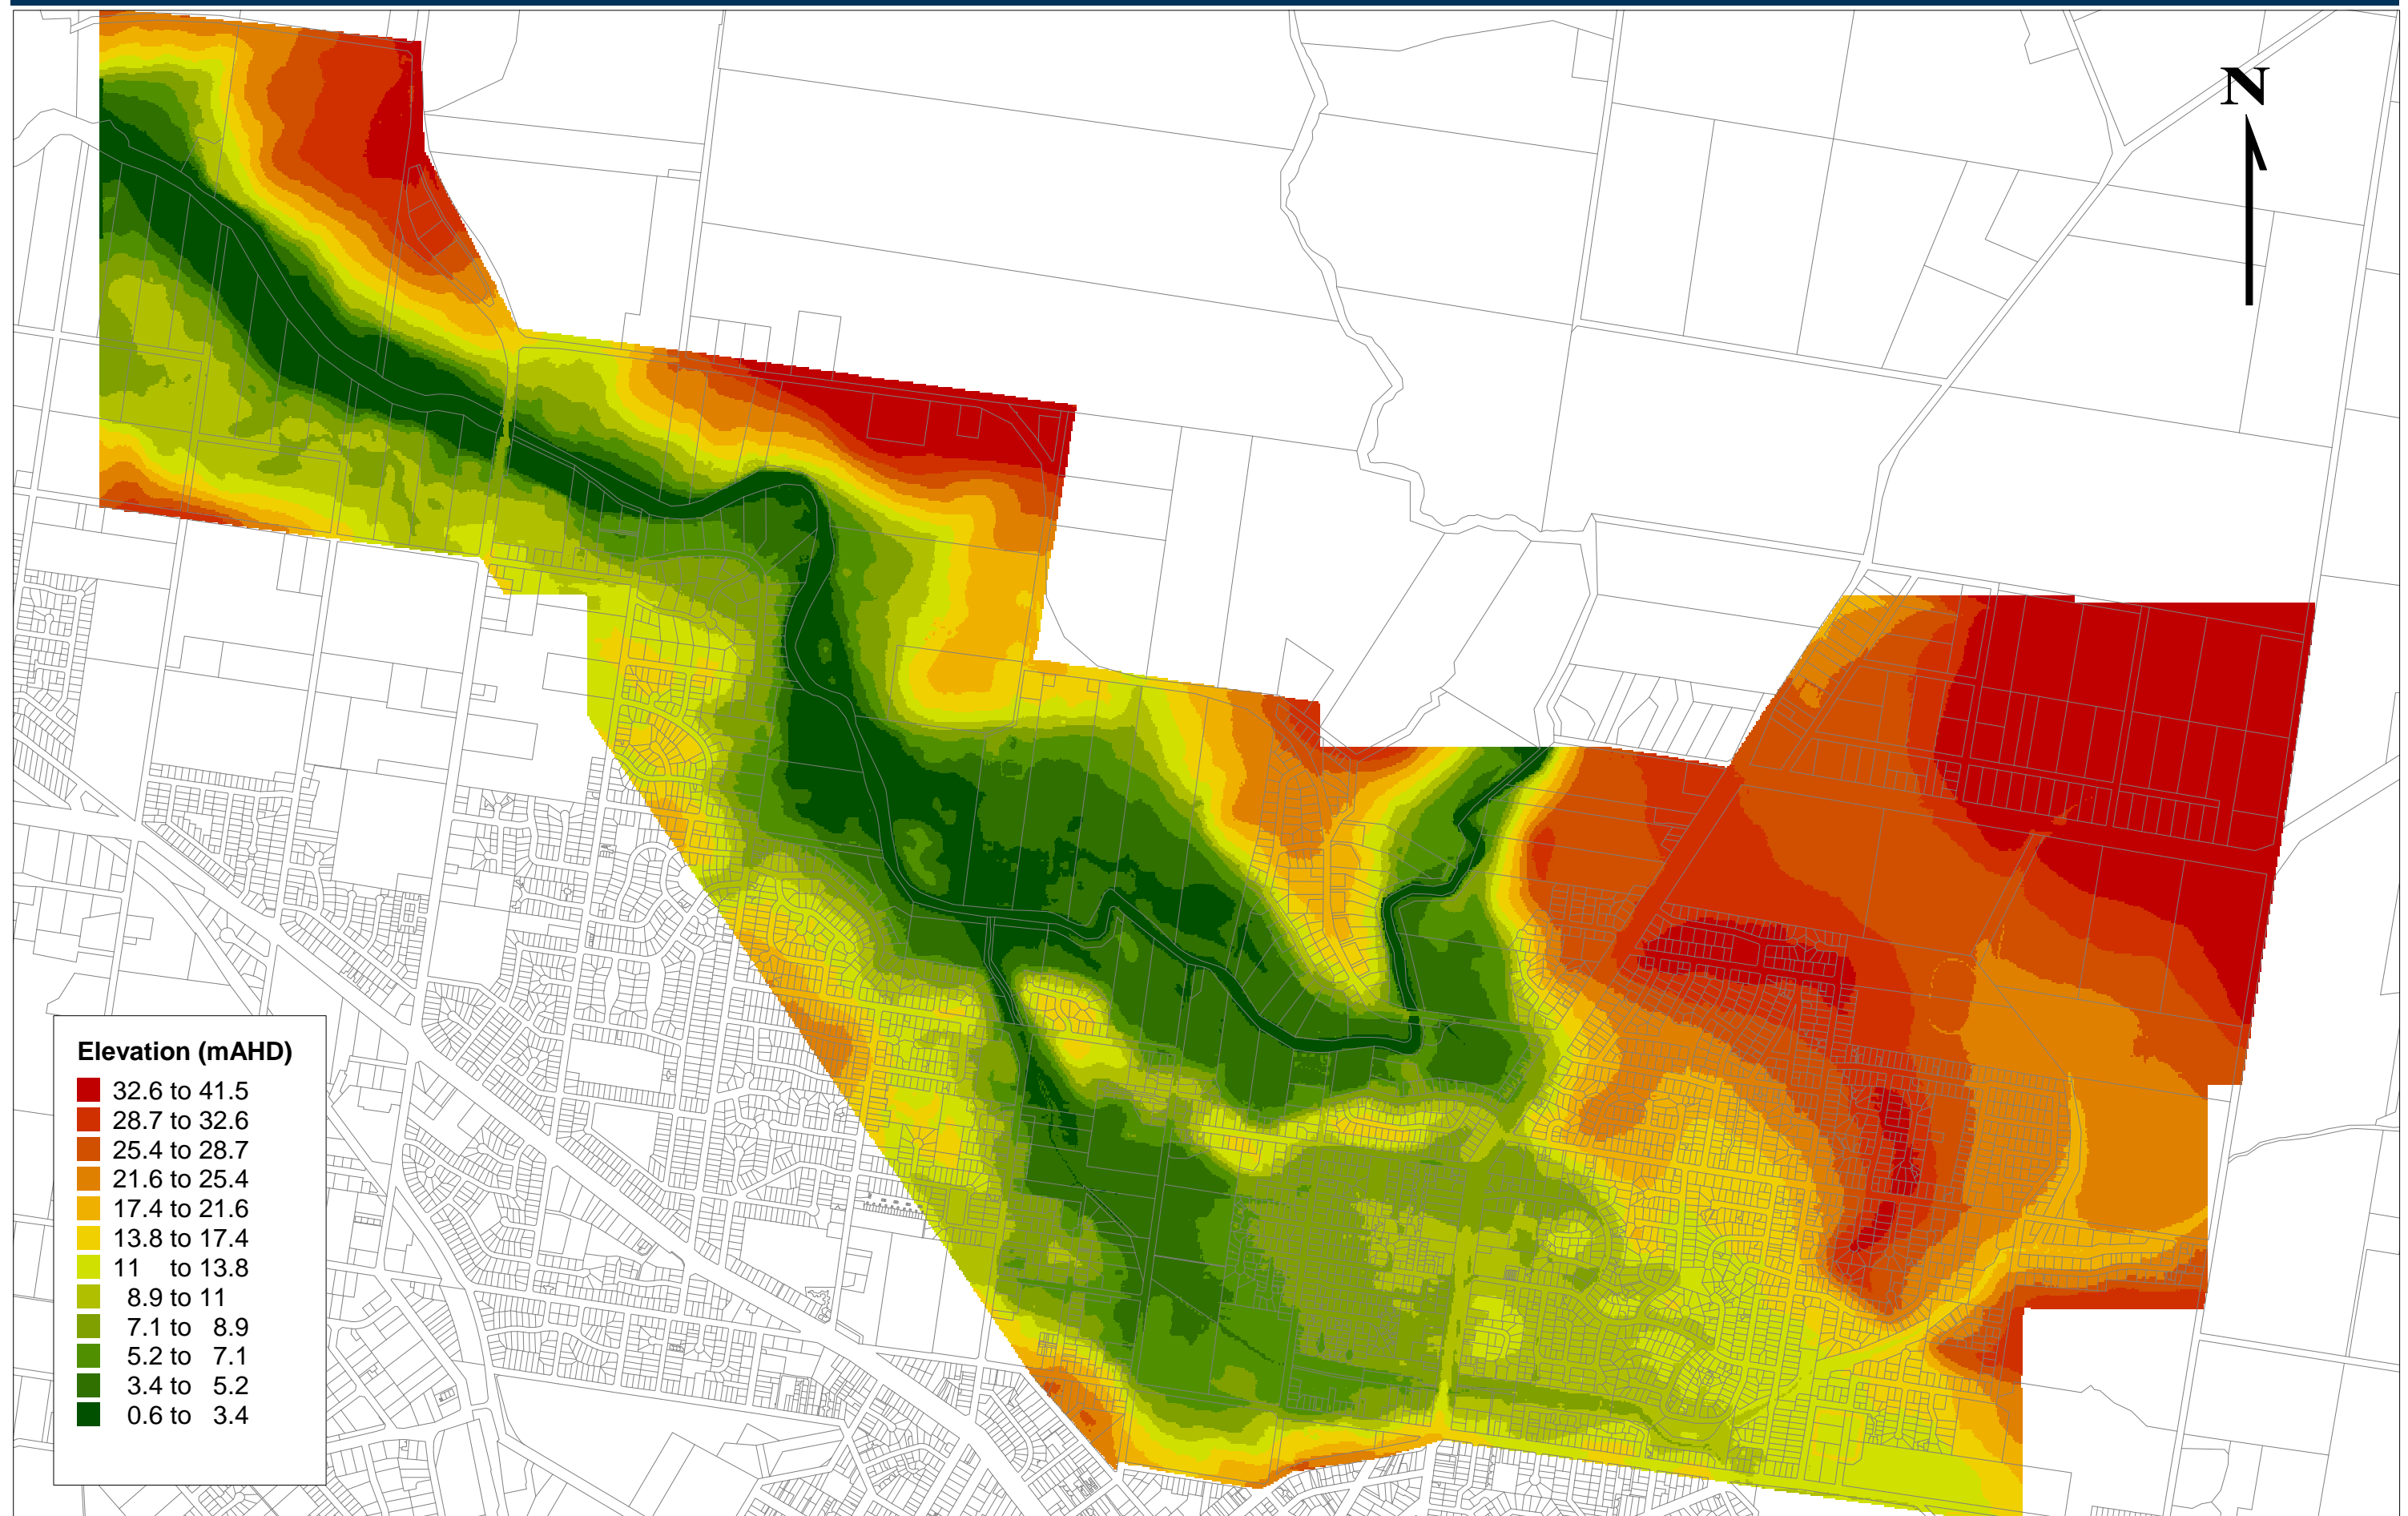 N
Elevation (mAHD)
32.6 to 41.5
28.7 to 32.6
25.4 to 28.7
21.6 to 25.4
17.4 to 21.6
13.8 to 17.4
11 to 13.8
8.9 to 11
7.1 to 8.9
5.2 to 7.1
3.4 to 5.2
0.6 to 3.4